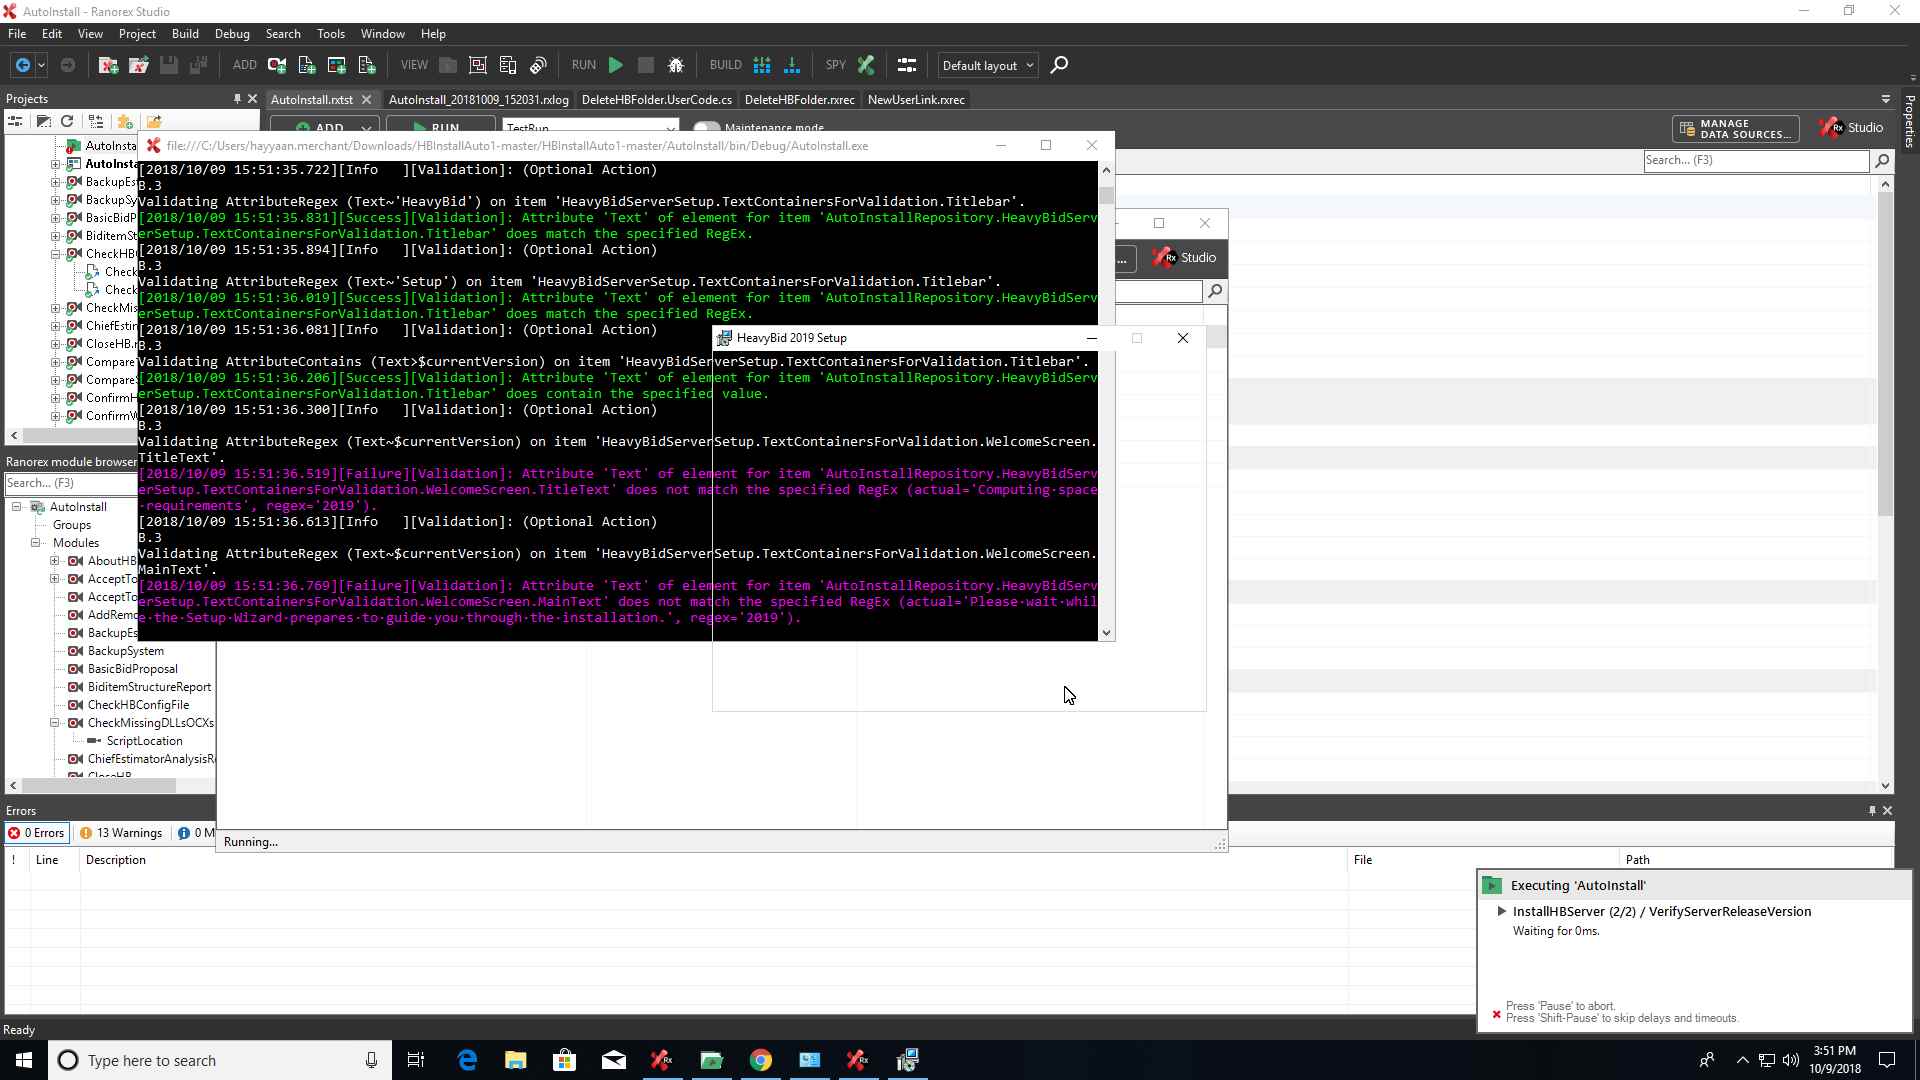 AutoInstall - Ranorex Studio
File Edit View Project Build Debug Search Tools Window Help
ADD VIEW RUN BUILD SPY Default layout
Projects
AutoInstall.rxtst AutoInstall_20181009_152031.rxlog DeleteHBFolder.UserCode.cs DeleteHBFolder.rxrec NewUserLink.rxrec
Properties
ADD RUN TestRun Maintenance mode
MANAGE
DATA SOURCES...
Rx Studio
Search... (F3)
AutoInsta
AutoInsta
BackupEst
BackupSy
BasicBidP
BiditemSt
CheckHBC
Check
Check
CheckMis
ChiefEstin
CloseHB.r
Compare
CompareS
ConfirmH
ConfirmV
file:///C:/Users/hayyaan.merchant/Downloads/HBInstallAuto1-master/HBInstallAuto1-master/AutoInstall/bin/Debug/AutoInstall.exe
[2018/10/09 15:51:35.722][Info   ][Validation]: (Optional Action)
B.3
Validating AttributeRegex (Text~'HeavyBid') on item 'HeavyBidServerSetup.TextContainersForValidation.Titlebar'.
[2018/10/09 15:51:35.831][Success][Validation]: Attribute 'Text' of element for item 'AutoInstallRepository.HeavyBidServ
erSetup.TextContainersForValidation.Titlebar' does match the specified RegEx.
[2018/10/09 15:51:35.894][Info   ][Validation]: (Optional Action)
B.3
Validating AttributeRegex (Text~'Setup') on item 'HeavyBidServerSetup.TextContainersForValidation.Titlebar'.
[2018/10/09 15:51:36.019][Success][Validation]: Attribute 'Text' of element for item 'AutoInstallRepository.HeavyBidServ
erSetup.TextContainersForValidation.Titlebar' does match the specified RegEx.
[2018/10/09 15:51:36.081][Info   ][Validation]: (Optional Action)
B.3
Validating AttributeContains (Text>$currentVersion) on item 'HeavyBidServerSetup.TextContainersForValidation.Titlebar'.
[2018/10/09 15:51:36.206][Success][Validation]: Attribute 'Text' of element for item 'AutoInstallRepository.HeavyBidServ
erSetup.TextContainersForValidation.Titlebar' does contain the specified value.
[2018/10/09 15:51:36.300][Info   ][Validation]: (Optional Action)
B.3
Validating AttributeRegex (Text~$currentVersion) on item 'HeavyBidServerSetup.TextContainersForValidation.WelcomeScreen.
TitleText'.
[2018/10/09 15:51:36.519][Failure][Validation]: Attribute 'Text' of element for item 'AutoInstallRepository.HeavyBidServ
erSetup.TextContainersForValidation.WelcomeScreen.TitleText' does not match the specified RegEx (actual='Computing·space
·requirements', regex='2019').
[2018/10/09 15:51:36.613][Info   ][Validation]: (Optional Action)
B.3
Validating AttributeRegex (Text~$currentVersion) on item 'HeavyBidServerSetup.TextContainersForValidation.WelcomeScreen.
MainText'.
[2018/10/09 15:51:36.769][Failure][Validation]: Attribute 'Text' of element for item 'AutoInstallRepository.HeavyBidServ
erSetup.TextContainersForValidation.WelcomeScreen.MainText' does not match the specified RegEx (actual='Please·wait·whil
e·the·Setup·Wizard·prepares·to·guide·you·through·the·installation.', regex='2019').
HeavyBid 2019 Setup
... Rx Studio
Ranorex module browser
Search... (F3)
AutoInstall
Groups
Modules
AboutHB
AcceptTo
AcceptTo
AddRemo
BackupEs
BackupSystem
BasicBidProposal
BiditemStructureReport
CheckHBConfigFile
CheckMissingDLLsOCXs
ScriptLocation
ChiefEstimatorAnalysisRe
CloseHB
Running...
Errors
0 Errors 13 Warnings 0 M
! Line Description File Path
Executing 'AutoInstall'
InstallHBServer (2/2) / VerifyServerReleaseVersion
Waiting for 0ms.
Press 'Pause' to abort.
Press 'Shift-Pause' to skip delays and timeouts.
Ready
Type here to search
3:51 PM
10/9/2018